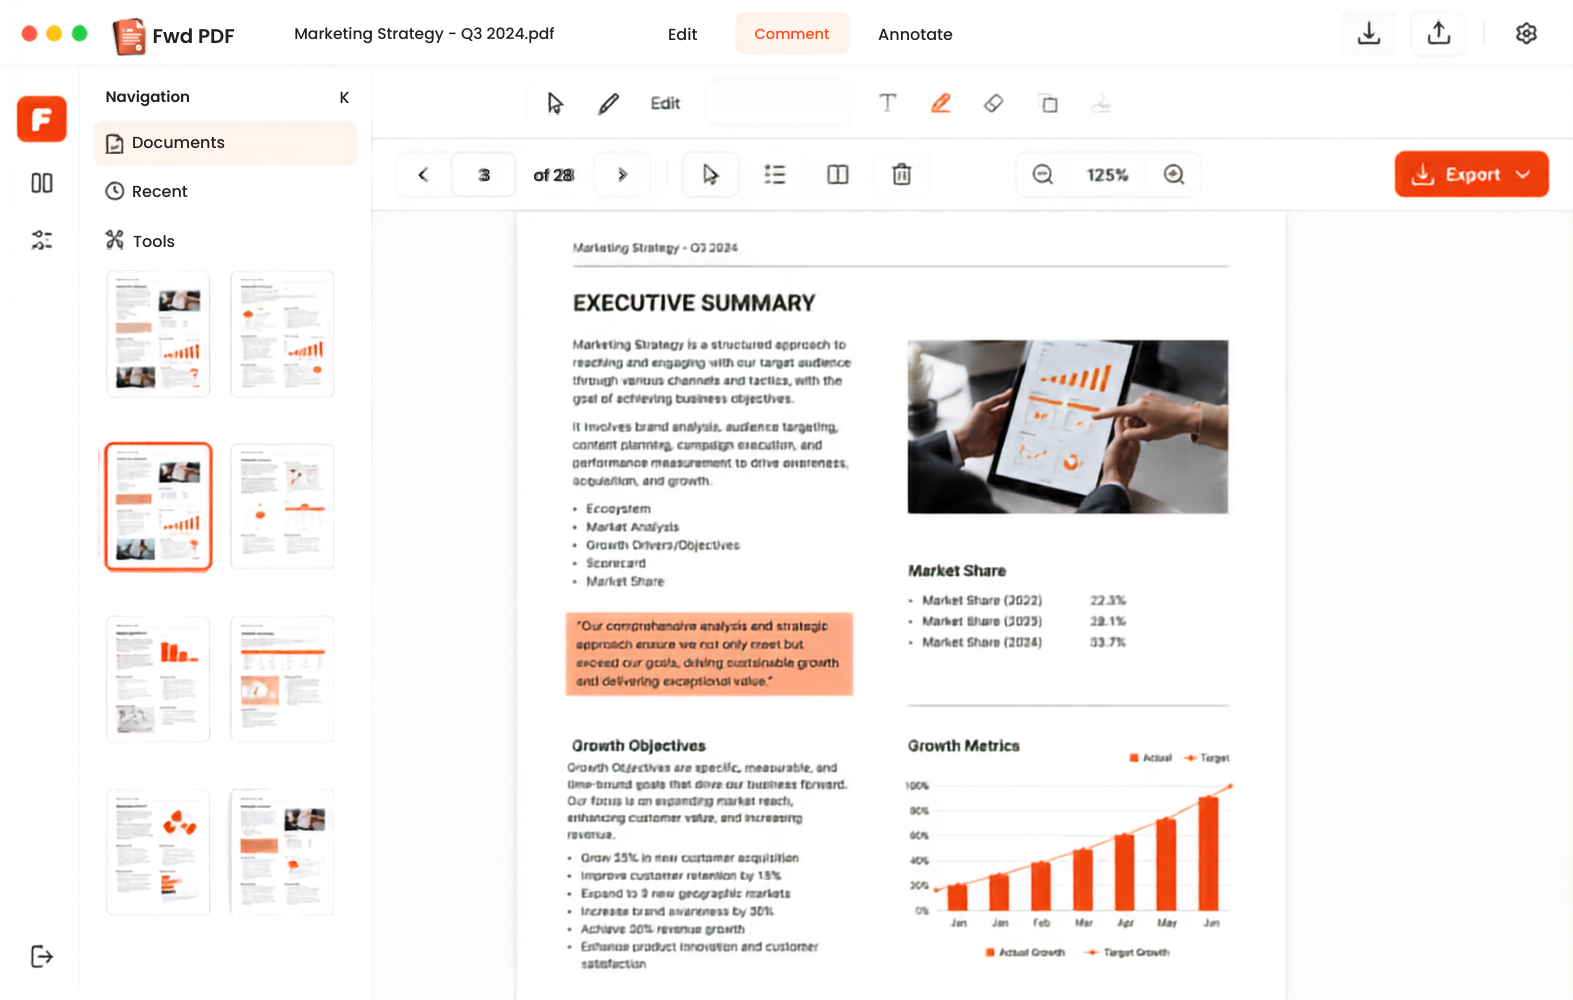 Fwd PDF
Marketing Strategy - Q3 2024.pdf
Edit
Comment
Annotate
Navigation
K
Documents
Recent
Tools
Edit
T
3
of 28
125%
Export
Marketing Strategy - Q3 2024
EXECUTIVE SUMMARY
Marketing Strategy is a structured approach to
reaching and engaging with our target audience
through various channels and tactics, with the
goal of achieving business objectives.
It involves brand analysis, audience targeting,
content planning, campaign execution, and
performance measurement to drive awareness,
acquisition, and growth.
• Ecosystem
• Market Analysis
• Growth Drivers/Objectives
• Scorecard
• Market Share
"Our comprehensive analysis and strategic
approach ensure we not only meet but
exceed our goals, driving sustainable growth
and delivering exceptional value."
Growth Objectives
Growth Objectives are specific, measurable, and
time-bound goals that drive our business forward.
Our focus is on expanding market reach,
enhancing customer value, and increasing
revenue.
• Grow 25% in new customer acquisition
• Improve customer retention by 15%
• Expand to 3 new geographic markets
• Increase brand awareness by 30%
• Achieve 20% revenue growth
• Enhance product innovation and customer
satisfaction
Market Share
• Market Share (2022) 22.3%
• Market Share (2023) 28.1%
• Market Share (2024) 33.7%
Growth Metrics
Actual Target
100%
80%
60%
40%
0%
Jan Jan Feb Mar Apr May Jun
Actual Growth Target Growth